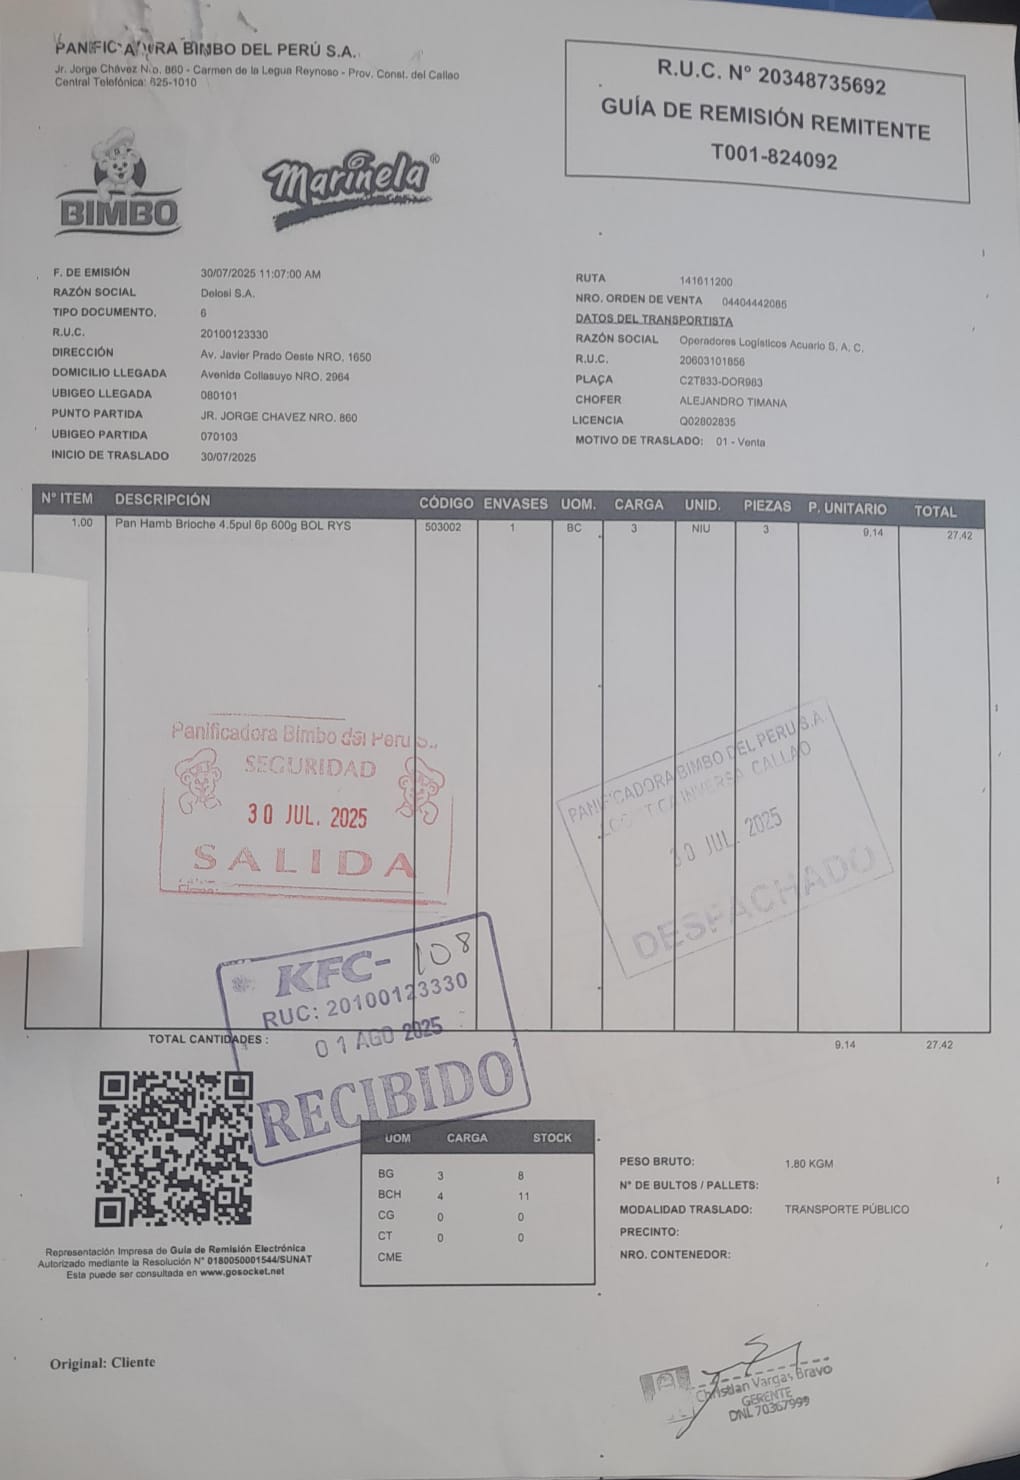 PANIFICADORA BIMBO DEL PERÚ S.A.
Jr. Jorge Chávez Nro. 860 - Carmen de la Legua Reynoso - Prov. Const. del Callao
Central Telefónica: 625-1010
R.U.C. N° 20348735692
GUÍA DE REMISIÓN REMITENTE
T001-824092
BIMBO
Marinela®
F. DE EMISIÓN 30/07/2025 11:07:00 AM
RAZÓN SOCIAL Delosi S.A.
TIPO DOCUMENTO. 6
R.U.C. 20100123330
DIRECCIÓN Av. Javier Prado Oeste NRO. 1650
DOMICILIO LLEGADA Avenida Collasuyo NRO. 2964
UBIGEO LLEGADA 080101
PUNTO PARTIDA JR. JORGE CHAVEZ NRO. 860
UBIGEO PARTIDA 070103
INICIO DE TRASLADO 30/07/2025
RUTA 141611200
NRO. ORDEN DE VENTA 04404442085
DATOS DEL TRANSPORTISTA
RAZÓN SOCIAL Operadores Logísticos Acuario S. A. C.
R.U.C. 20603101856
PLACA C2T833-DOR983
CHOFER ALEJANDRO TIMANA
LICENCIA Q02802835
MOTIVO DE TRASLADO: 01 - Venta
N° ITEM DESCRIPCIÓN CÓDIGO ENVASES UOM. CARGA UNID. PIEZAS P. UNITARIO TOTAL
1.00 Pan Hamb Brioche 4.5pul 6p 600g BOL RYS 503002 1 BC 3 NIU 3 9.14 27.42
Panificadora Bimbo del Peru S..
SEGURIDAD
30 JUL. 2025
SALIDA
PANIFICADORA BIMBO DEL PERU S.A.
LOGISTICA INVERSA CALLAO
30 JUL. 2025
DESPACHADO
KFC- 108
RUC: 20100123330
01 AGO 2025
RECIBIDO
TOTAL CANTIDADES : 9.14 27.42
UOM CARGA STOCK
BG 3 8
BCH 4 11
CG 0 0
CT 0 0
CME
PESO BRUTO: 1.80 KGM
N° DE BULTOS / PALLETS:
MODALIDAD TRASLADO: TRANSPORTE PÚBLICO
PRECINTO:
NRO. CONTENEDOR:
Representación Impresa de Guía de Remisión Electrónica
Autorizado mediante la Resolución N° 0180050001544/SUNAT
Esta puede ser consultada en www.gosocket.net
Original: Cliente
Christian Vargas Bravo
GERENTE
DNI. 70367999